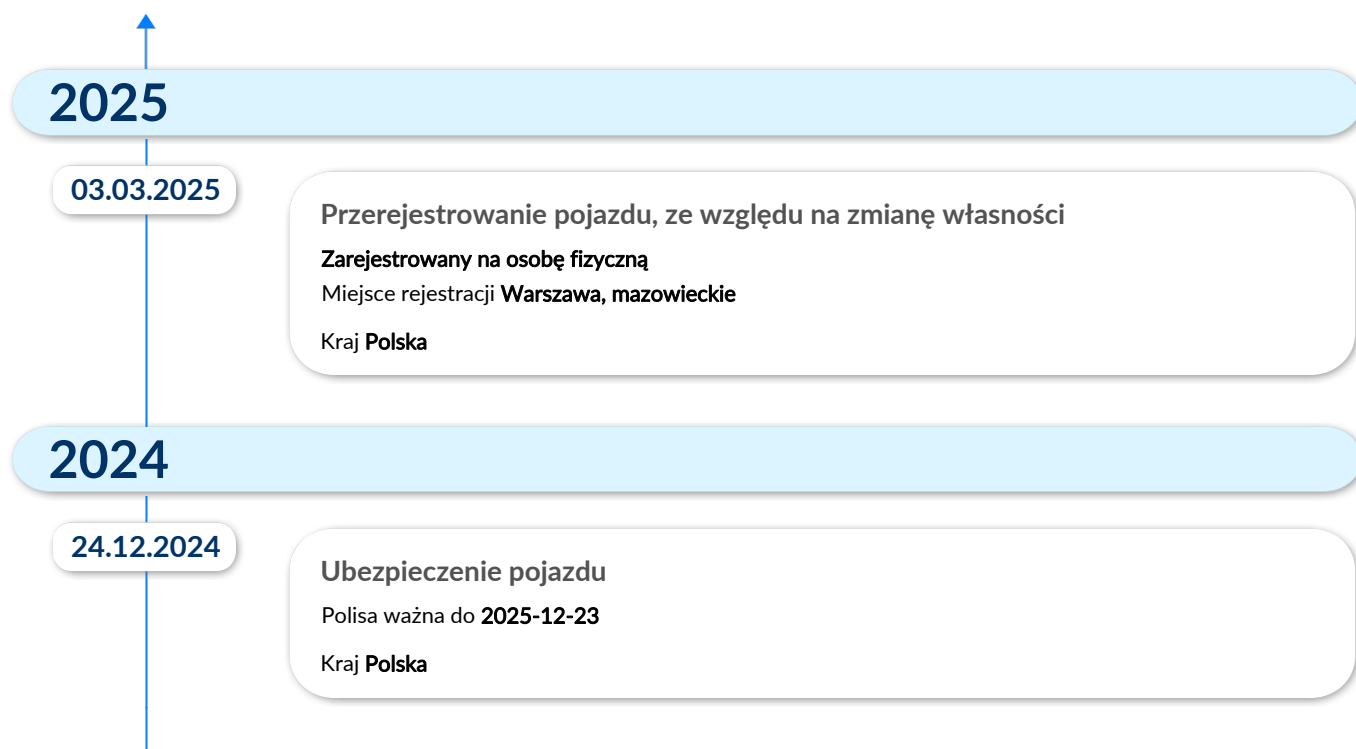 2025
03.03.2025
Przerejestrowanie pojazdu, ze względu na zmianę własności
Zarejestrowany na osobę fizyczną
Miejsce rejestracji Warszawa, mazowieckie
Kraj Polska
2024
24.12.2024
Ubezpieczenie pojazdu
Polisa ważna do 2025-12-23
Kraj Polska